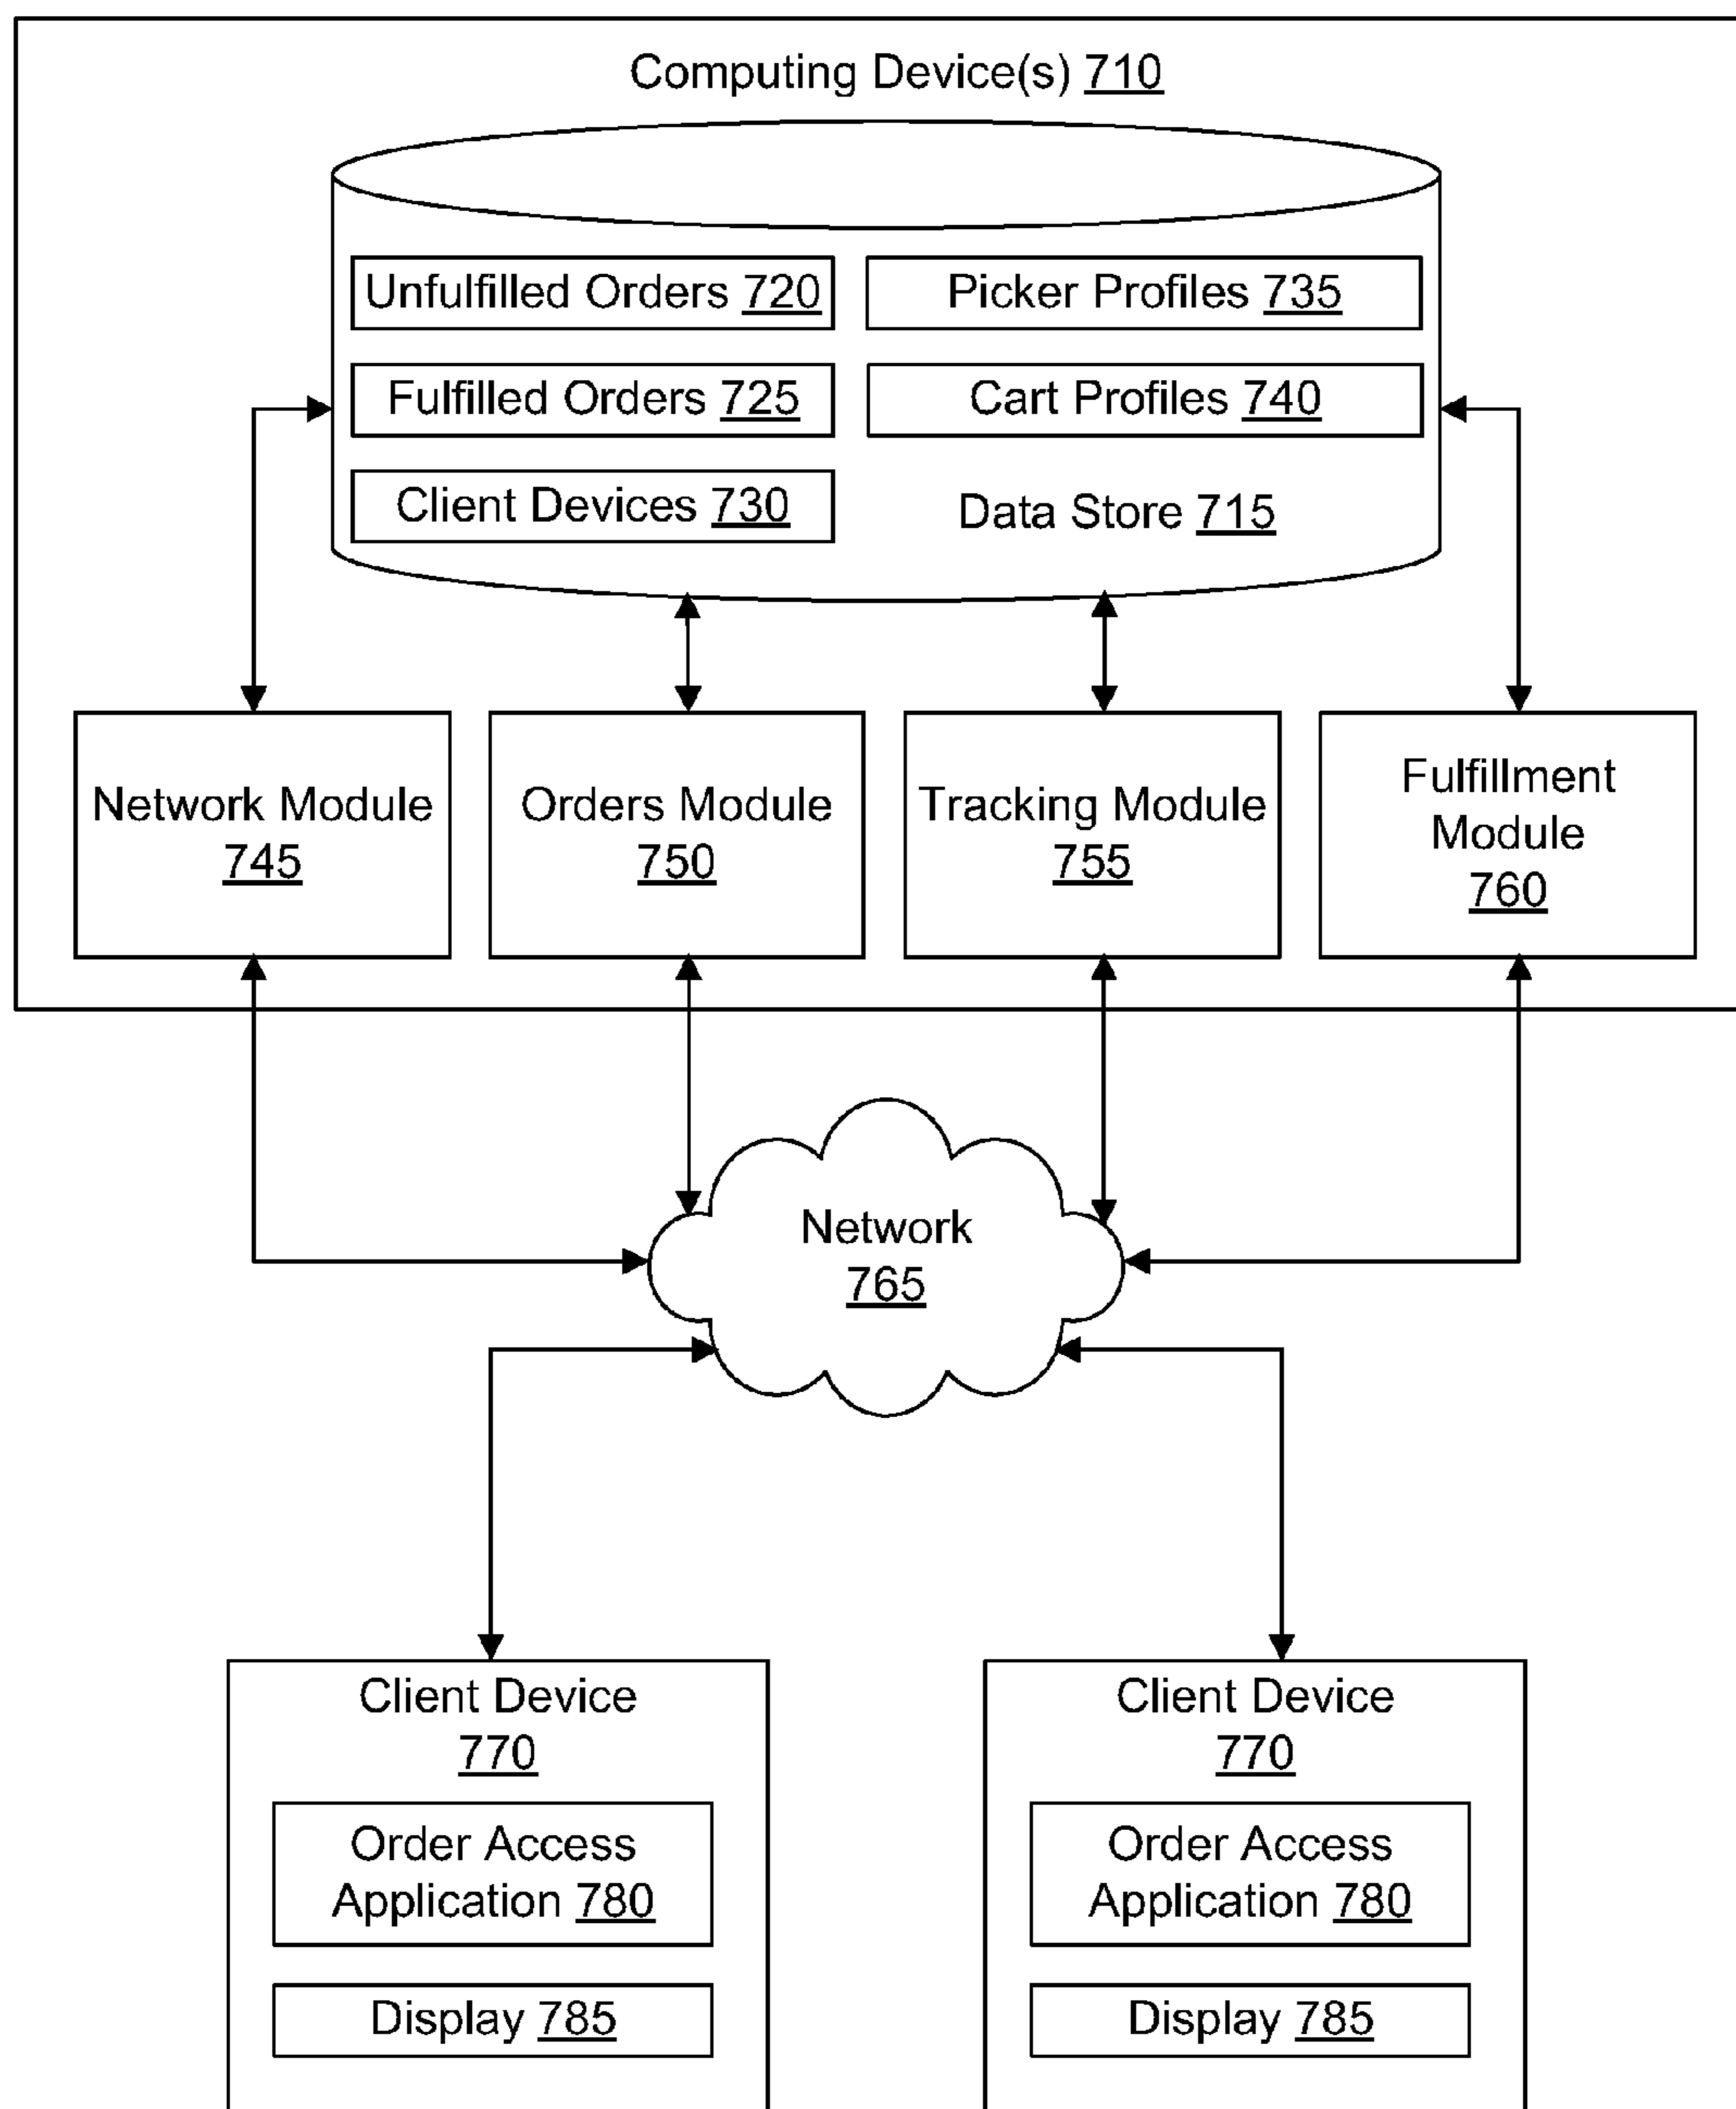 Computing Device(s) 710
Unfulfilled Orders 720
Picker Profiles 735
Fulfilled Orders 725
Cart Profiles 740
Client Devices 730
Data Store 715
Network Module
745
Orders Module
750
Tracking Module
755
Fulfillment
Module
760
Network
765
Client Device
770
Order Access
Application 780
Display 785
Client Device
770
Order Access
Application 780
Display 785